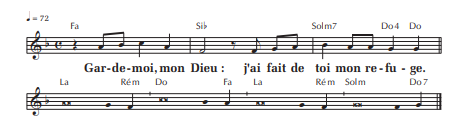 ♩ = 72
Fa Si♭ Solm7 Do4 Do
Gar-de-moi, mon Dieu : j'ai fait de toi mon re-fu - ge.
La Rém Do Fa La Rém Solm Do7